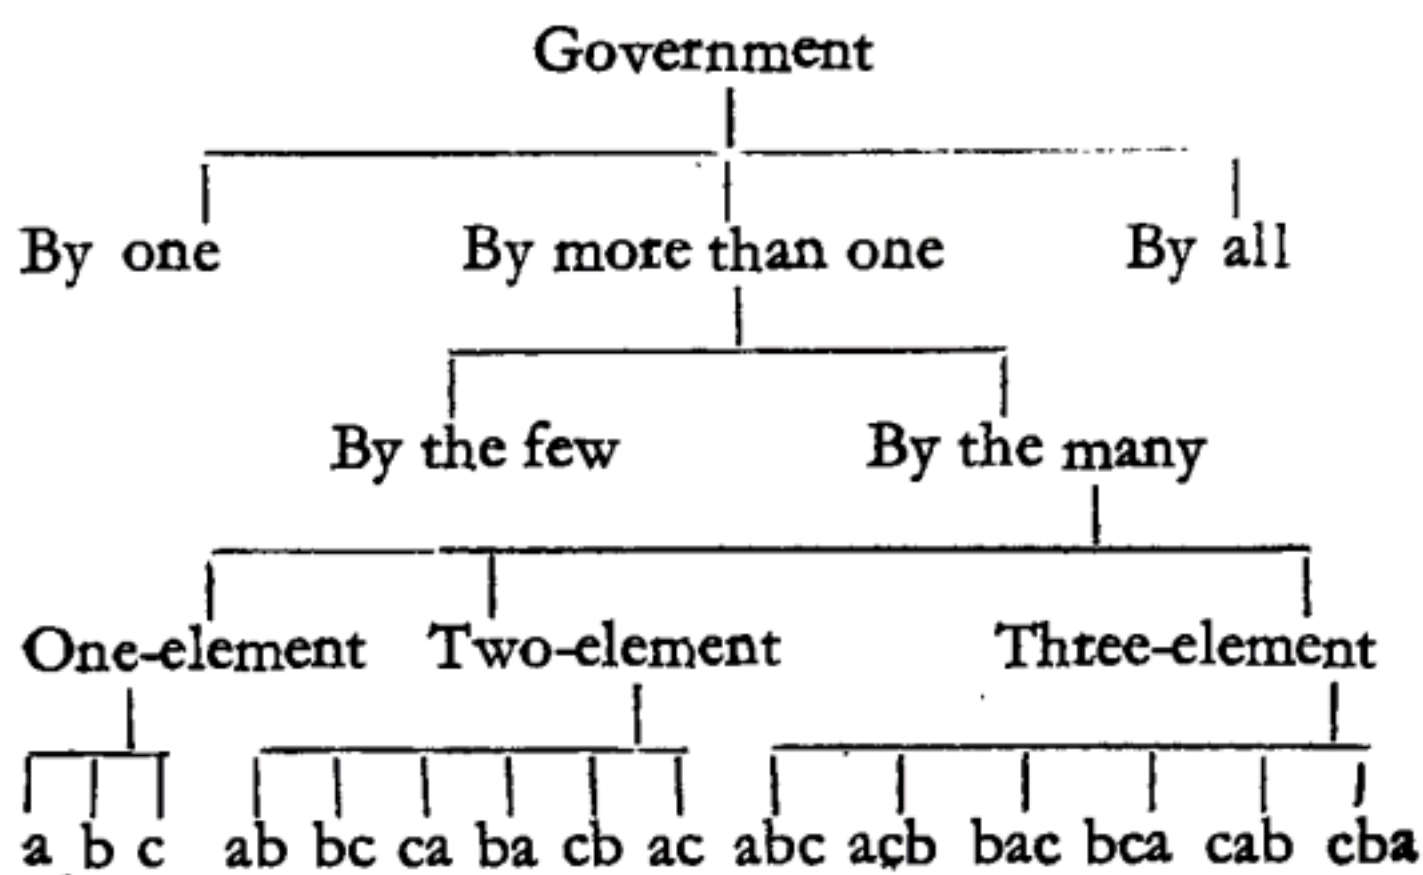 Government
By one By more than one By all
By the few By the many
One-element Two-element Three-element
a b c ab bc ca ba cb ac abc acb bac bca cab cba